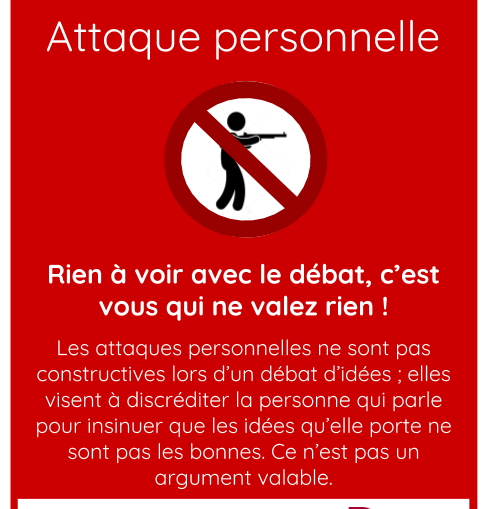 Attaque personnelle
Rien à voir avec le débat, c’est
vous qui ne valez rien !
Les attaques personnelles ne sont pas
constructives lors d’un débat d’idées ; elles
visent à discréditer la personne qui parle
pour insinuer que les idées qu’elle porte ne
sont pas les bonnes. Ce n’est pas un
argument valable.